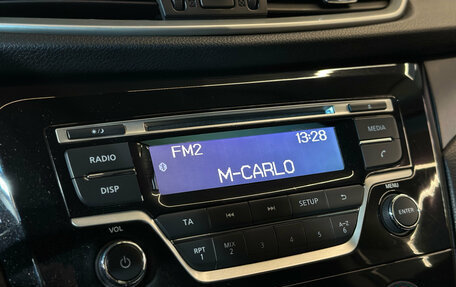 FM2 13:28
M-CARLO
RADIO
MEDIA
DISP
TA
SETUP
A-Z
RPT MIX
1 2 3 4 5 6
VOL
MENU
ENTER